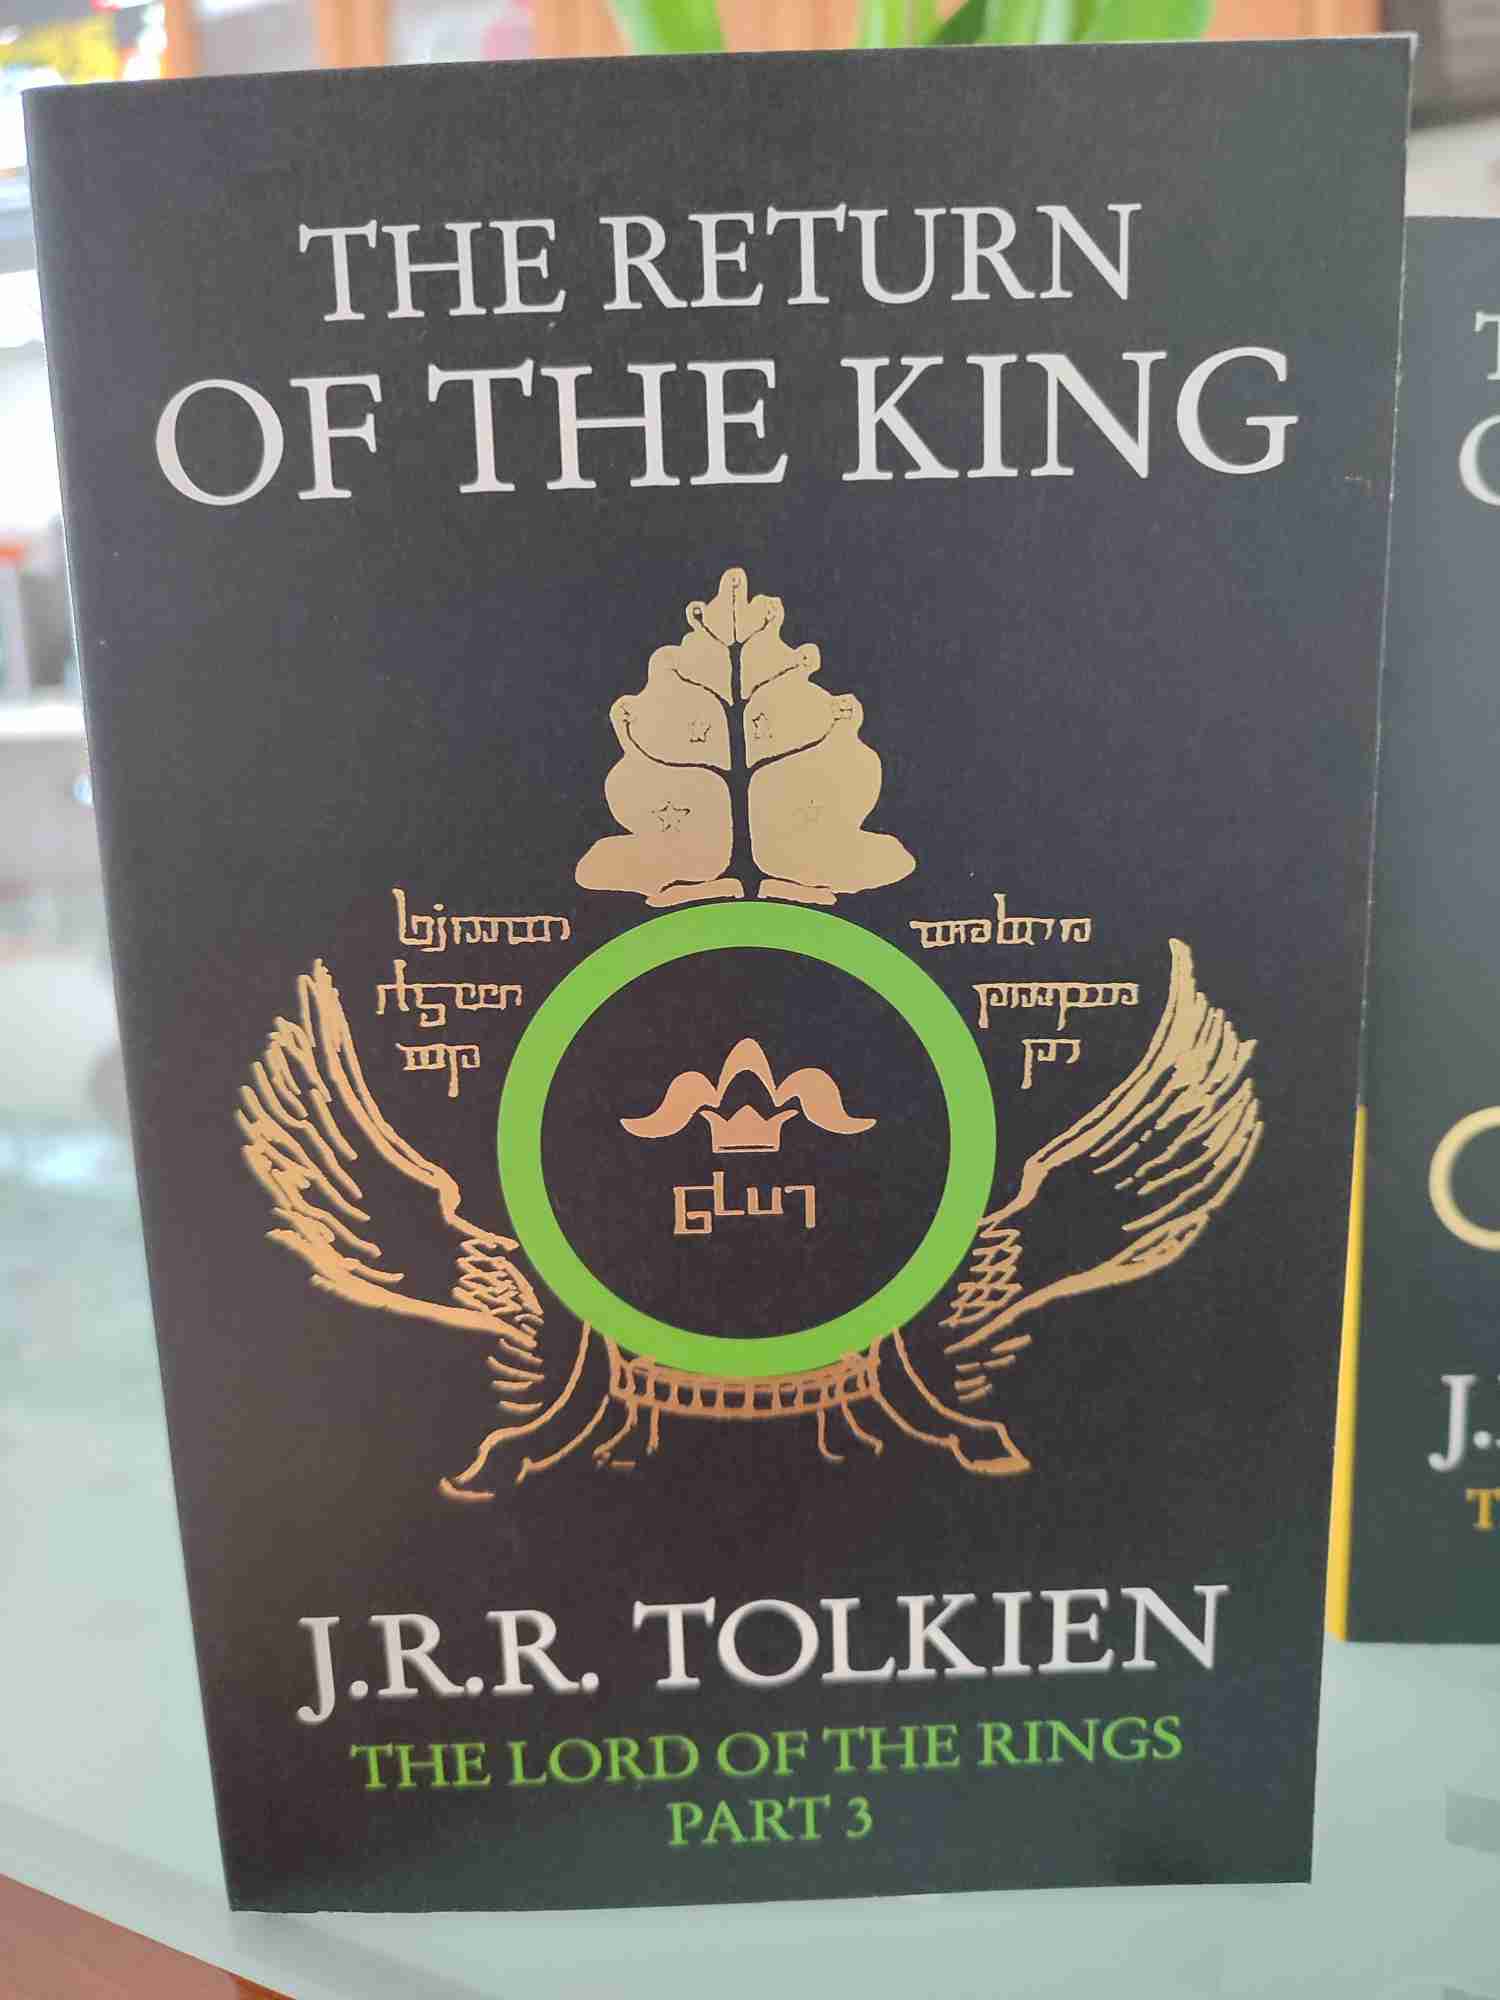 THE RETURN
OF THE KING
J.R.R. TOLKIEN
THE LORD OF THE RINGS
PART 3